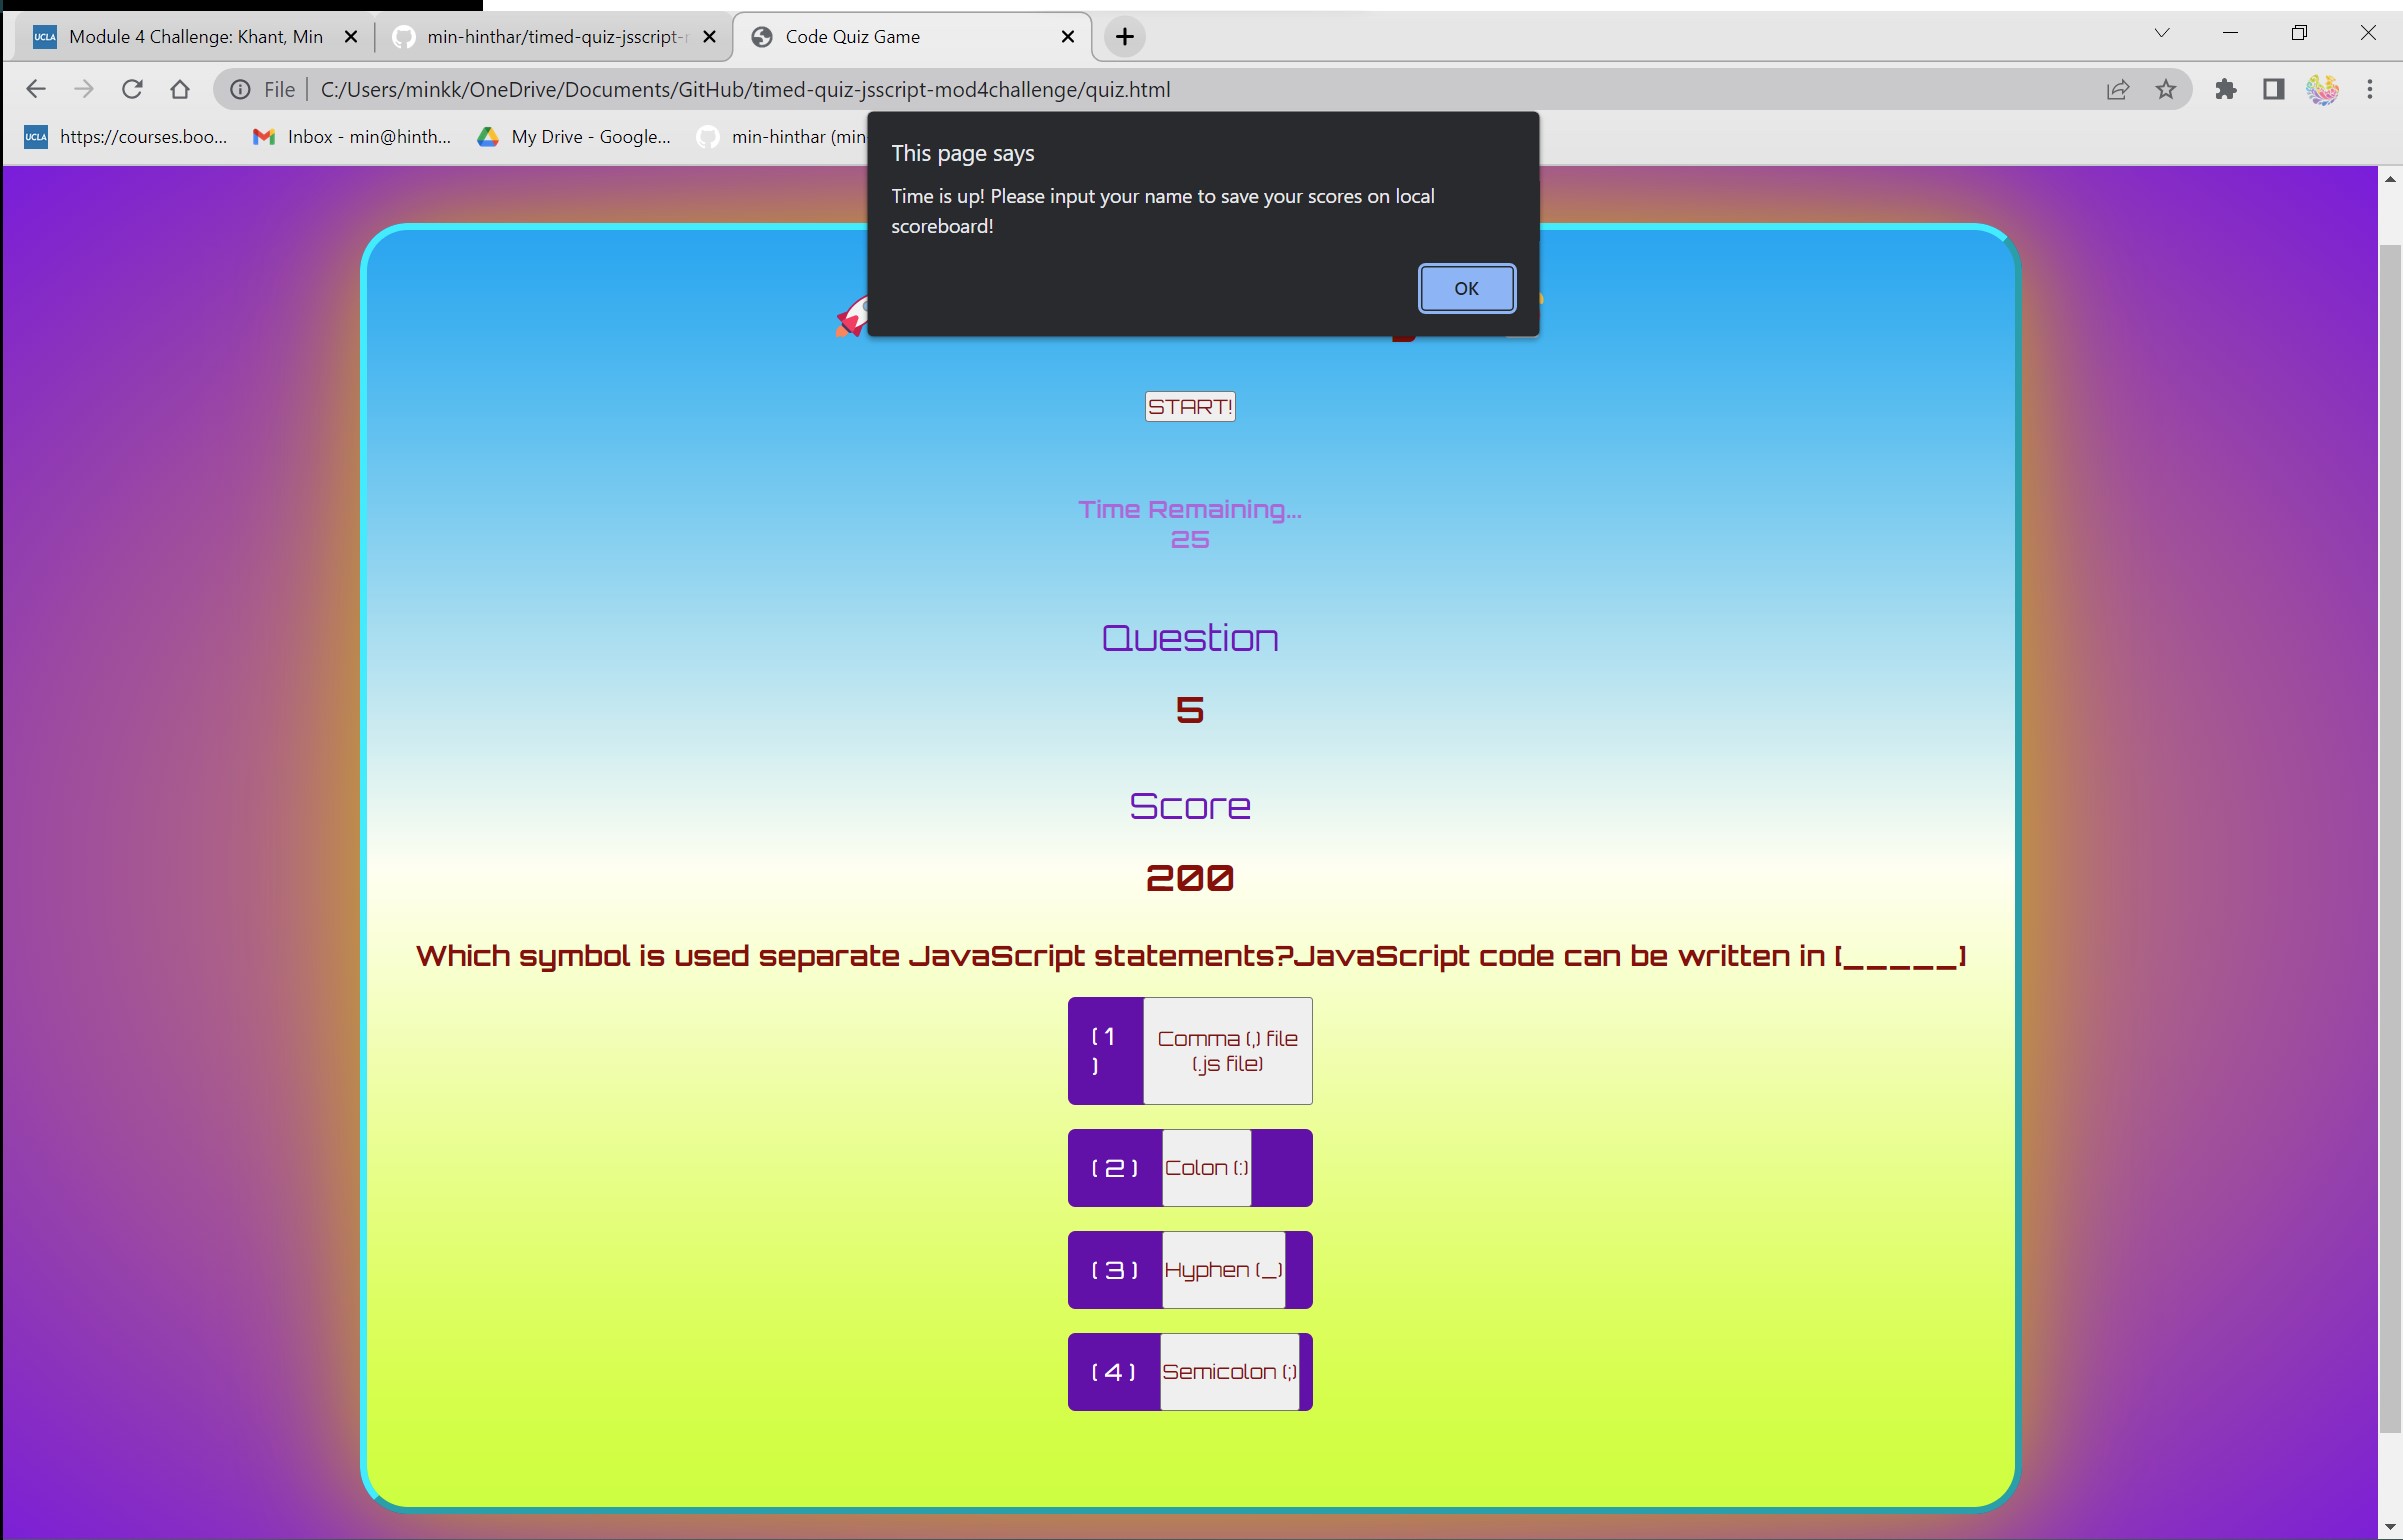 UCLA Module 4 Challenge: Khant, Min
min-hinthar/timed-quiz-jsscript-
Code Quiz Game
File C:/Users/minkk/OneDrive/Documents/GitHub/timed-quiz-jsscript-mod4challenge/quiz.html
UCLA https://courses.boo...
Inbox - min@hinth...
My Drive - Google...
min-hinthar (min
This page says
Time is up! Please input your name to save your scores on local
scoreboard!
OK
START!
Time Remaining...
25
Question
5
Score
200
Which symbol is used separate JavaScript statements?JavaScript code can be written in [_____]
( 1
)
Comma (,) file
(.js file)
( 2 ) Colon (:)
( 3 ) Hyphen (_)
( 4 ) Semicolon (;)